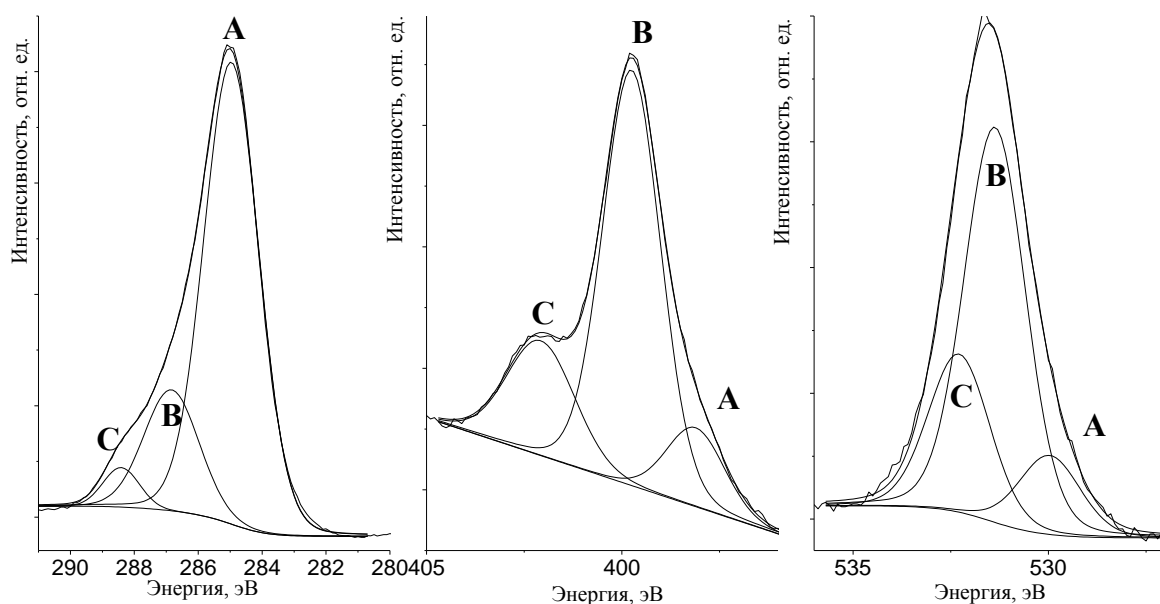 Интенсивность, отн. ед.
A
B
C
290 288 286 284 282 280
Энергия, эВ
Интенсивность, отн. ед.
B
C
A
405 400
Энергия, эВ
Интенсивность, отн. ед.
B
C
A
535 530
Энергия, эВ